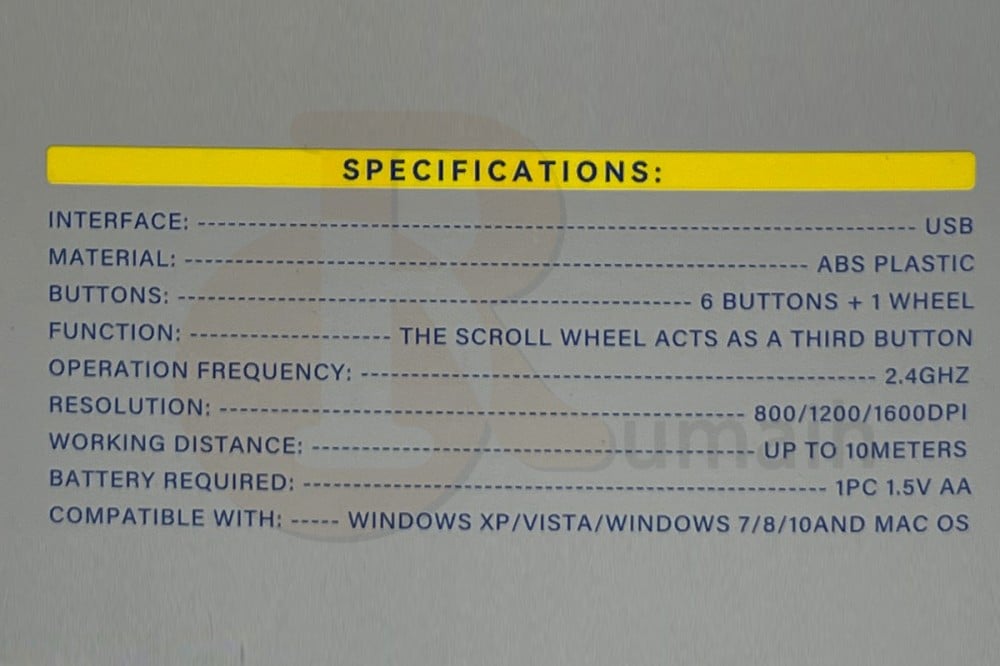 SPECIFICATIONS:
INTERFACE: ------------------------------------------------------------ USB
MATERIAL: ---------------------------------------------------- ABS PLASTIC
BUTTONS: ------------------------------------------- 6 BUTTONS + 1 WHEEL
FUNCTION: ----------------- THE SCROLL WHEEL ACTS AS A THIRD BUTTON
OPERATION FREQUENCY: ------------------------------------------- 2.4GHZ
RESOLUTION: -------------------------------------------- 800/1200/1600DPI
WORKING DISTANCE: ------------------------------------- UP TO 10METERS
BATTERY REQUIRED: -------------------------------------------- 1PC 1.5V AA
COMPATIBLE WITH: ----- WINDOWS XP/VISTA/WINDOWS 7/8/10AND MAC OS